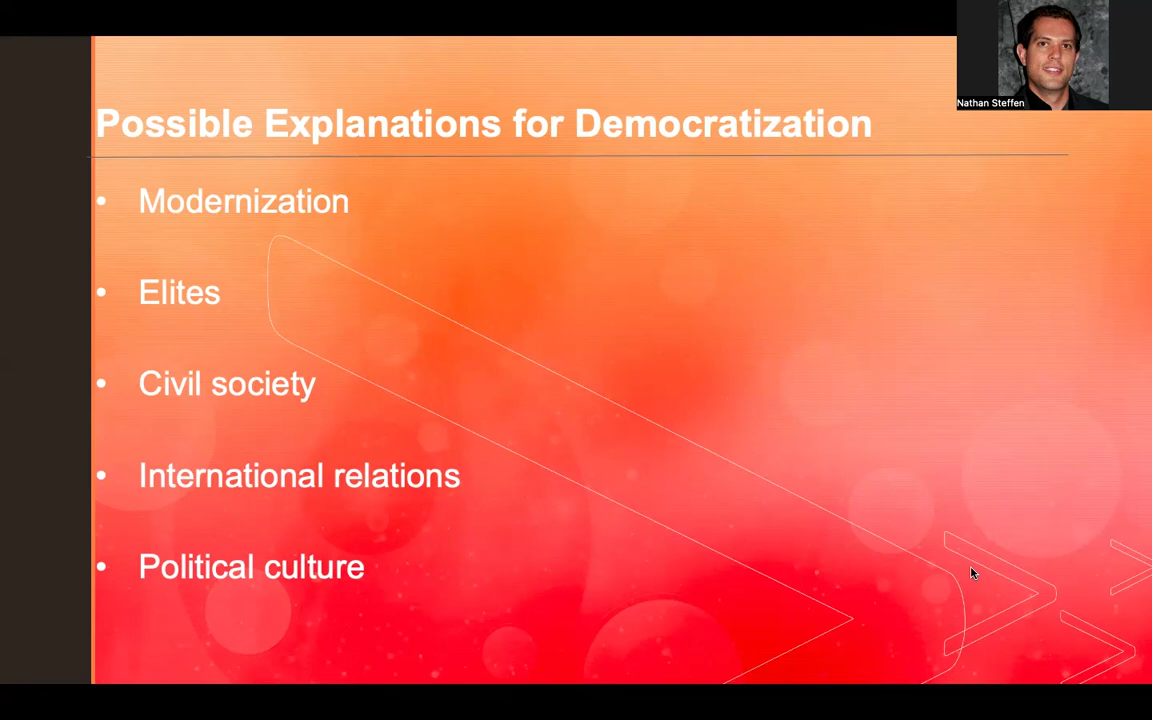 Nathan Steffen
Possible Explanations for Democratization
• Modernization
• Elites
• Civil society
• International relations
• Political culture